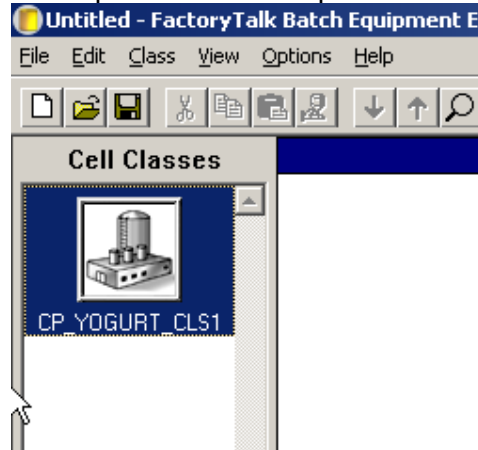 Untitled - FactoryTalk Batch Equipment E
File Edit Class View Options Help
Cell Classes
CP_YOGURT_CLS1